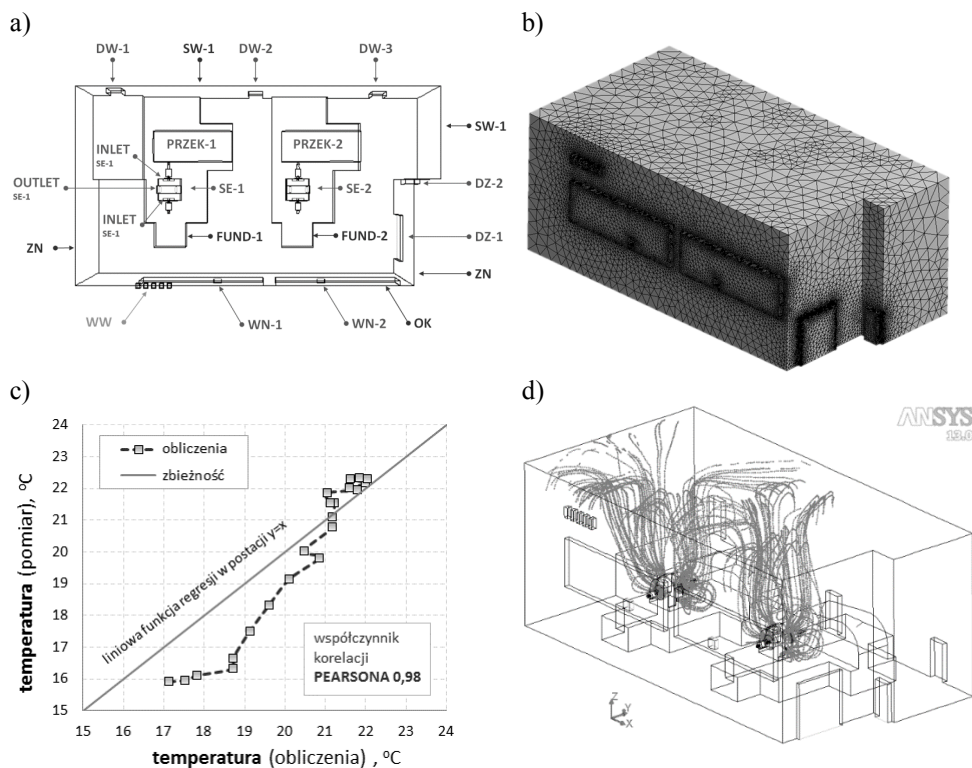 a)
DW-1
SW-1
DW-2
DW-3
PRZEK-1
PRZEK-2
SW-1
INLET
SE-1
OUTLET
SE-1
SE-1
SE-2
DZ-2
INLET
SE-1
FUND-1
FUND-2
DZ-1
ZN
ZN
WW
WN-1
WN-2
OK
b)
c)
temperatura (pomiar), °C
24
23
22
21
20
19
18
17
16
15
obliczenia
zbieżność
liniowa funkcja regresji w postaci y=x
współczynnik
korelacji
PEARSONA 0,98
15 16 17 18 19 20 21 22 23 24
temperatura (obliczenia) , °C
d)
ANSYS
13.0
Z
Y
X